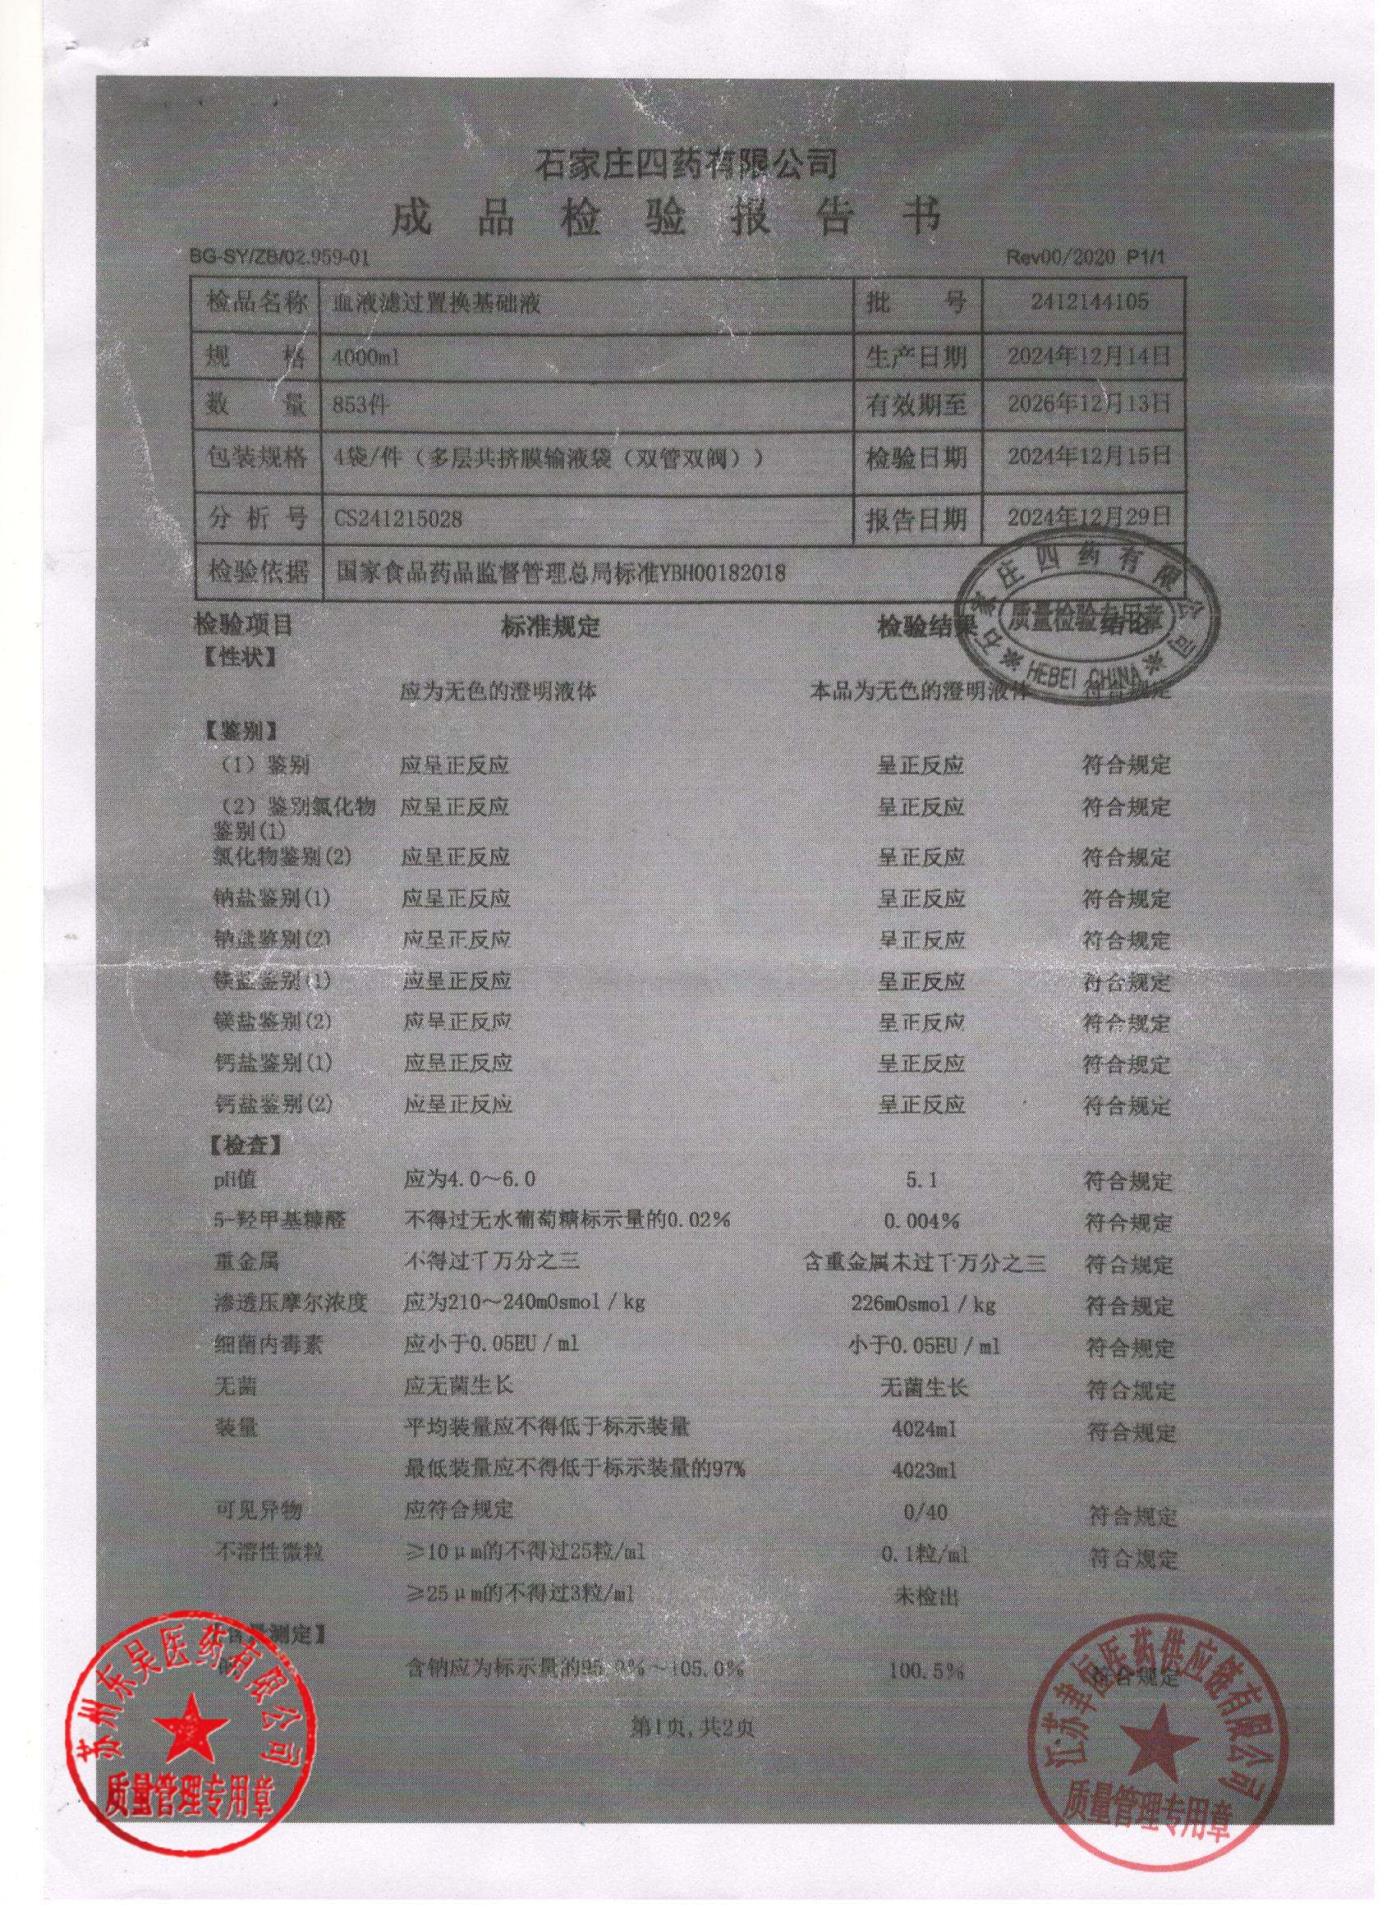 石家庄四药有限公司
成品检验报告书
BG-SY/ZB/02.959-01 Rev00/2020 P1/1
检品名称 血液滤过置换基础液 批号 2412144105
规格 4000ml 生产日期 2024年12月14日
数量 853件 有效期至 2026年12月13日
包装规格 4袋/件（多层共挤膜输液袋（双管双阀）） 检验日期 2024年12月15日
分析号 CS241215028 报告日期 2024年12月29日
检验依据 国家食品药品监督管理总局标准YBH00182018
石家庄四药有限公司
质量检验专用章
※HEBEI CHINA※
检验项目 标准规定 检验结果 结论
【性状】
应为无色的澄明液体 本品为无色的澄明液体 符合规定
【鉴别】
（1）鉴别 应呈正反应 呈正反应 符合规定
（2）鉴别氯化物 应呈正反应 呈正反应 符合规定
鉴别(1)
氯化物鉴别(2) 应呈正反应 呈正反应 符合规定
钠盐鉴别(1) 应呈正反应 呈正反应 符合规定
钠盐鉴别(2) 应呈正反应 呈正反应 符合规定
镁盐鉴别(1) 应呈正反应 呈正反应 符合规定
镁盐鉴别(2) 应呈正反应 呈正反应 符合规定
钙盐鉴别(1) 应呈正反应 呈正反应 符合规定
钙盐鉴别(2) 应呈正反应 呈正反应 符合规定
【检查】
pH值 应为4.0～6.0 5.1 符合规定
5-羟甲基糠醛 不得过无水葡萄糖标示量的0.02% 0.004% 符合规定
重金属 不得过千万分之三 含重金属未过千万分之三 符合规定
渗透压摩尔浓度 应为210～240mOsmol/kg 226mOsmol/kg 符合规定
细菌内毒素 应小于0.05EU/ml 小于0.05EU/ml 符合规定
无菌 应无菌生长 无菌生长 符合规定
装量 平均装量应不得低于标示装量 4024ml 符合规定
最低装量应不得低于标示装量的97% 4023ml
可见异物 应符合规定 0/40 符合规定
不溶性微粒 ≥10μm的不得过25粒/ml 0.1粒/ml 符合规定
≥25μm的不得过3粒/ml 未检出
含量测定】
含钠应为标示量的95.0%～105.0% 100.5% 符合规定
第1页,共2页
苏州东吴医药有限公司
质量管理专用章
医药供应链有限公司
质量管理专用章